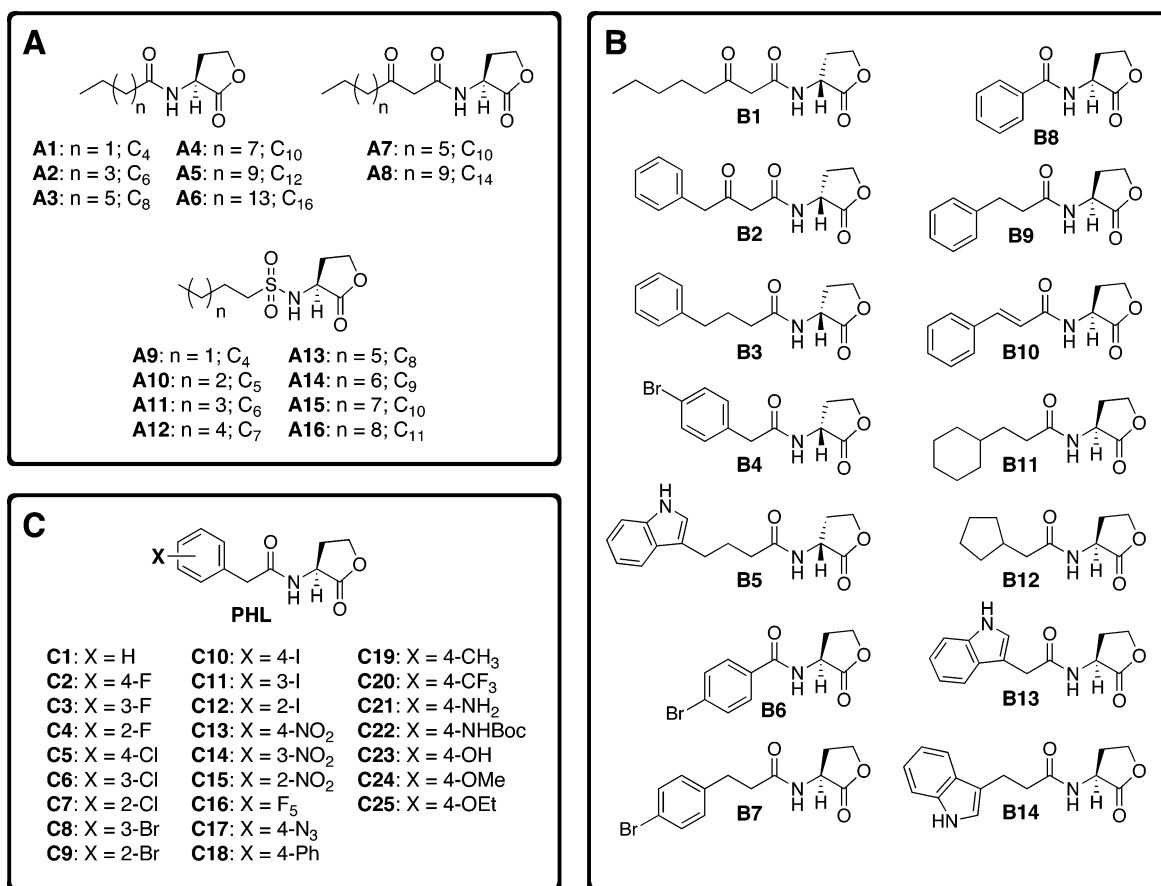 A
O
O
N
H
H
O
n
O
O
O
N
H
H
O
n
A1: n = 1; C4
A2: n = 3; C6
A3: n = 5; C8
A4: n = 7; C10
A5: n = 9; C12
A6: n = 13; C16
A7: n = 5; C10
A8: n = 9; C14
O
S
O
N
H
H
O
O
n
A9: n = 1; C4
A10: n = 2; C5
A11: n = 3; C6
A12: n = 4; C7
A13: n = 5; C8
A14: n = 6; C9
A15: n = 7; C10
A16: n = 8; C11
C
X
O
N
H
H
O
O
PHL
C1: X = H
C2: X = 4-F
C3: X = 3-F
C4: X = 2-F
C5: X = 4-Cl
C6: X = 3-Cl
C7: X = 2-Cl
C8: X = 3-Br
C9: X = 2-Br
C10: X = 4-I
C11: X = 3-I
C12: X = 2-I
C13: X = 4-NO2
C14: X = 3-NO2
C15: X = 2-NO2
C16: X = F5
C17: X = 4-N3
C18: X = 4-Ph
C19: X = 4-CH3
C20: X = 4-CF3
C21: X = 4-NH2
C22: X = 4-NHBoc
C23: X = 4-OH
C24: X = 4-OMe
C25: X = 4-OEt
B
O
O
O
N
H
H
O
B1
O
O
O
N
H
H
O
B2
O
O
N
H
H
O
B3
Br
O
O
N
H
H
O
B4
H
N
O
O
N
H
H
O
B5
O
O
N
H
H
O
Br
B6
O
O
N
H
H
O
Br
B7
O
O
N
H
H
O
B8
O
O
N
H
H
O
B9
O
O
N
H
H
O
B10
O
O
N
H
H
O
B11
O
O
N
H
H
O
B12
H
N
O
O
N
H
H
O
B13
O
O
N
H
H
O
HN
B14